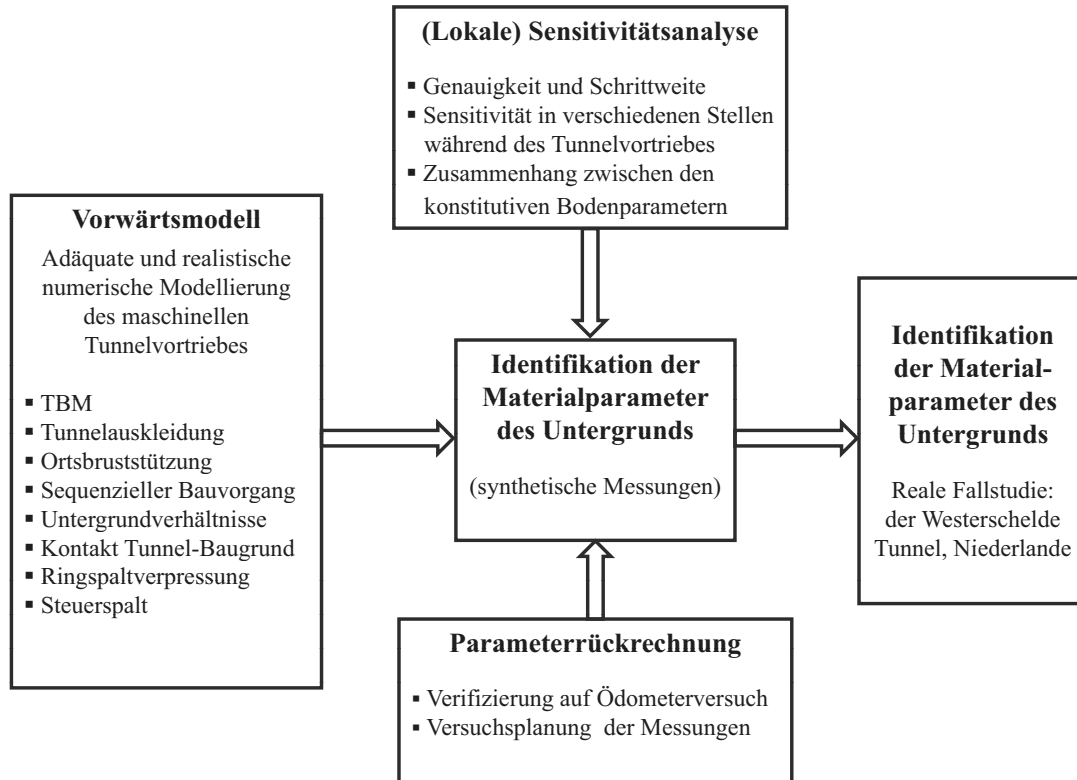 (Lokale) Sensitivitätsanalyse
▪ Genauigkeit und Schrittweite
▪ Sensitivität in verschiedenen Stellen
während des Tunnelvortriebes
▪ Zusammenhang zwischen den
konstitutiven Bodenparametern
Vorwärtsmodell
Adäquate und realistische
numerische Modellierung
des maschinellen
Tunnelvortriebes
▪ TBM
▪ Tunnelauskleidung
▪ Ortsbruststützung
▪ Sequenzieller Bauvorgang
▪ Untergrundverhältnisse
▪ Kontakt Tunnel-Baugrund
▪ Ringspaltverpressung
▪ Steuerspalt
Identifikation der
Materialparameter
des Untergrunds
(synthetische Messungen)
Identifikation
der Material-
parameter des
Untergrunds
Reale Fallstudie:
der Westerschelde
Tunnel, Niederlande
Parameterrückrechnung
▪ Verifizierung auf Ödometerversuch
▪ Versuchsplanung der Messungen